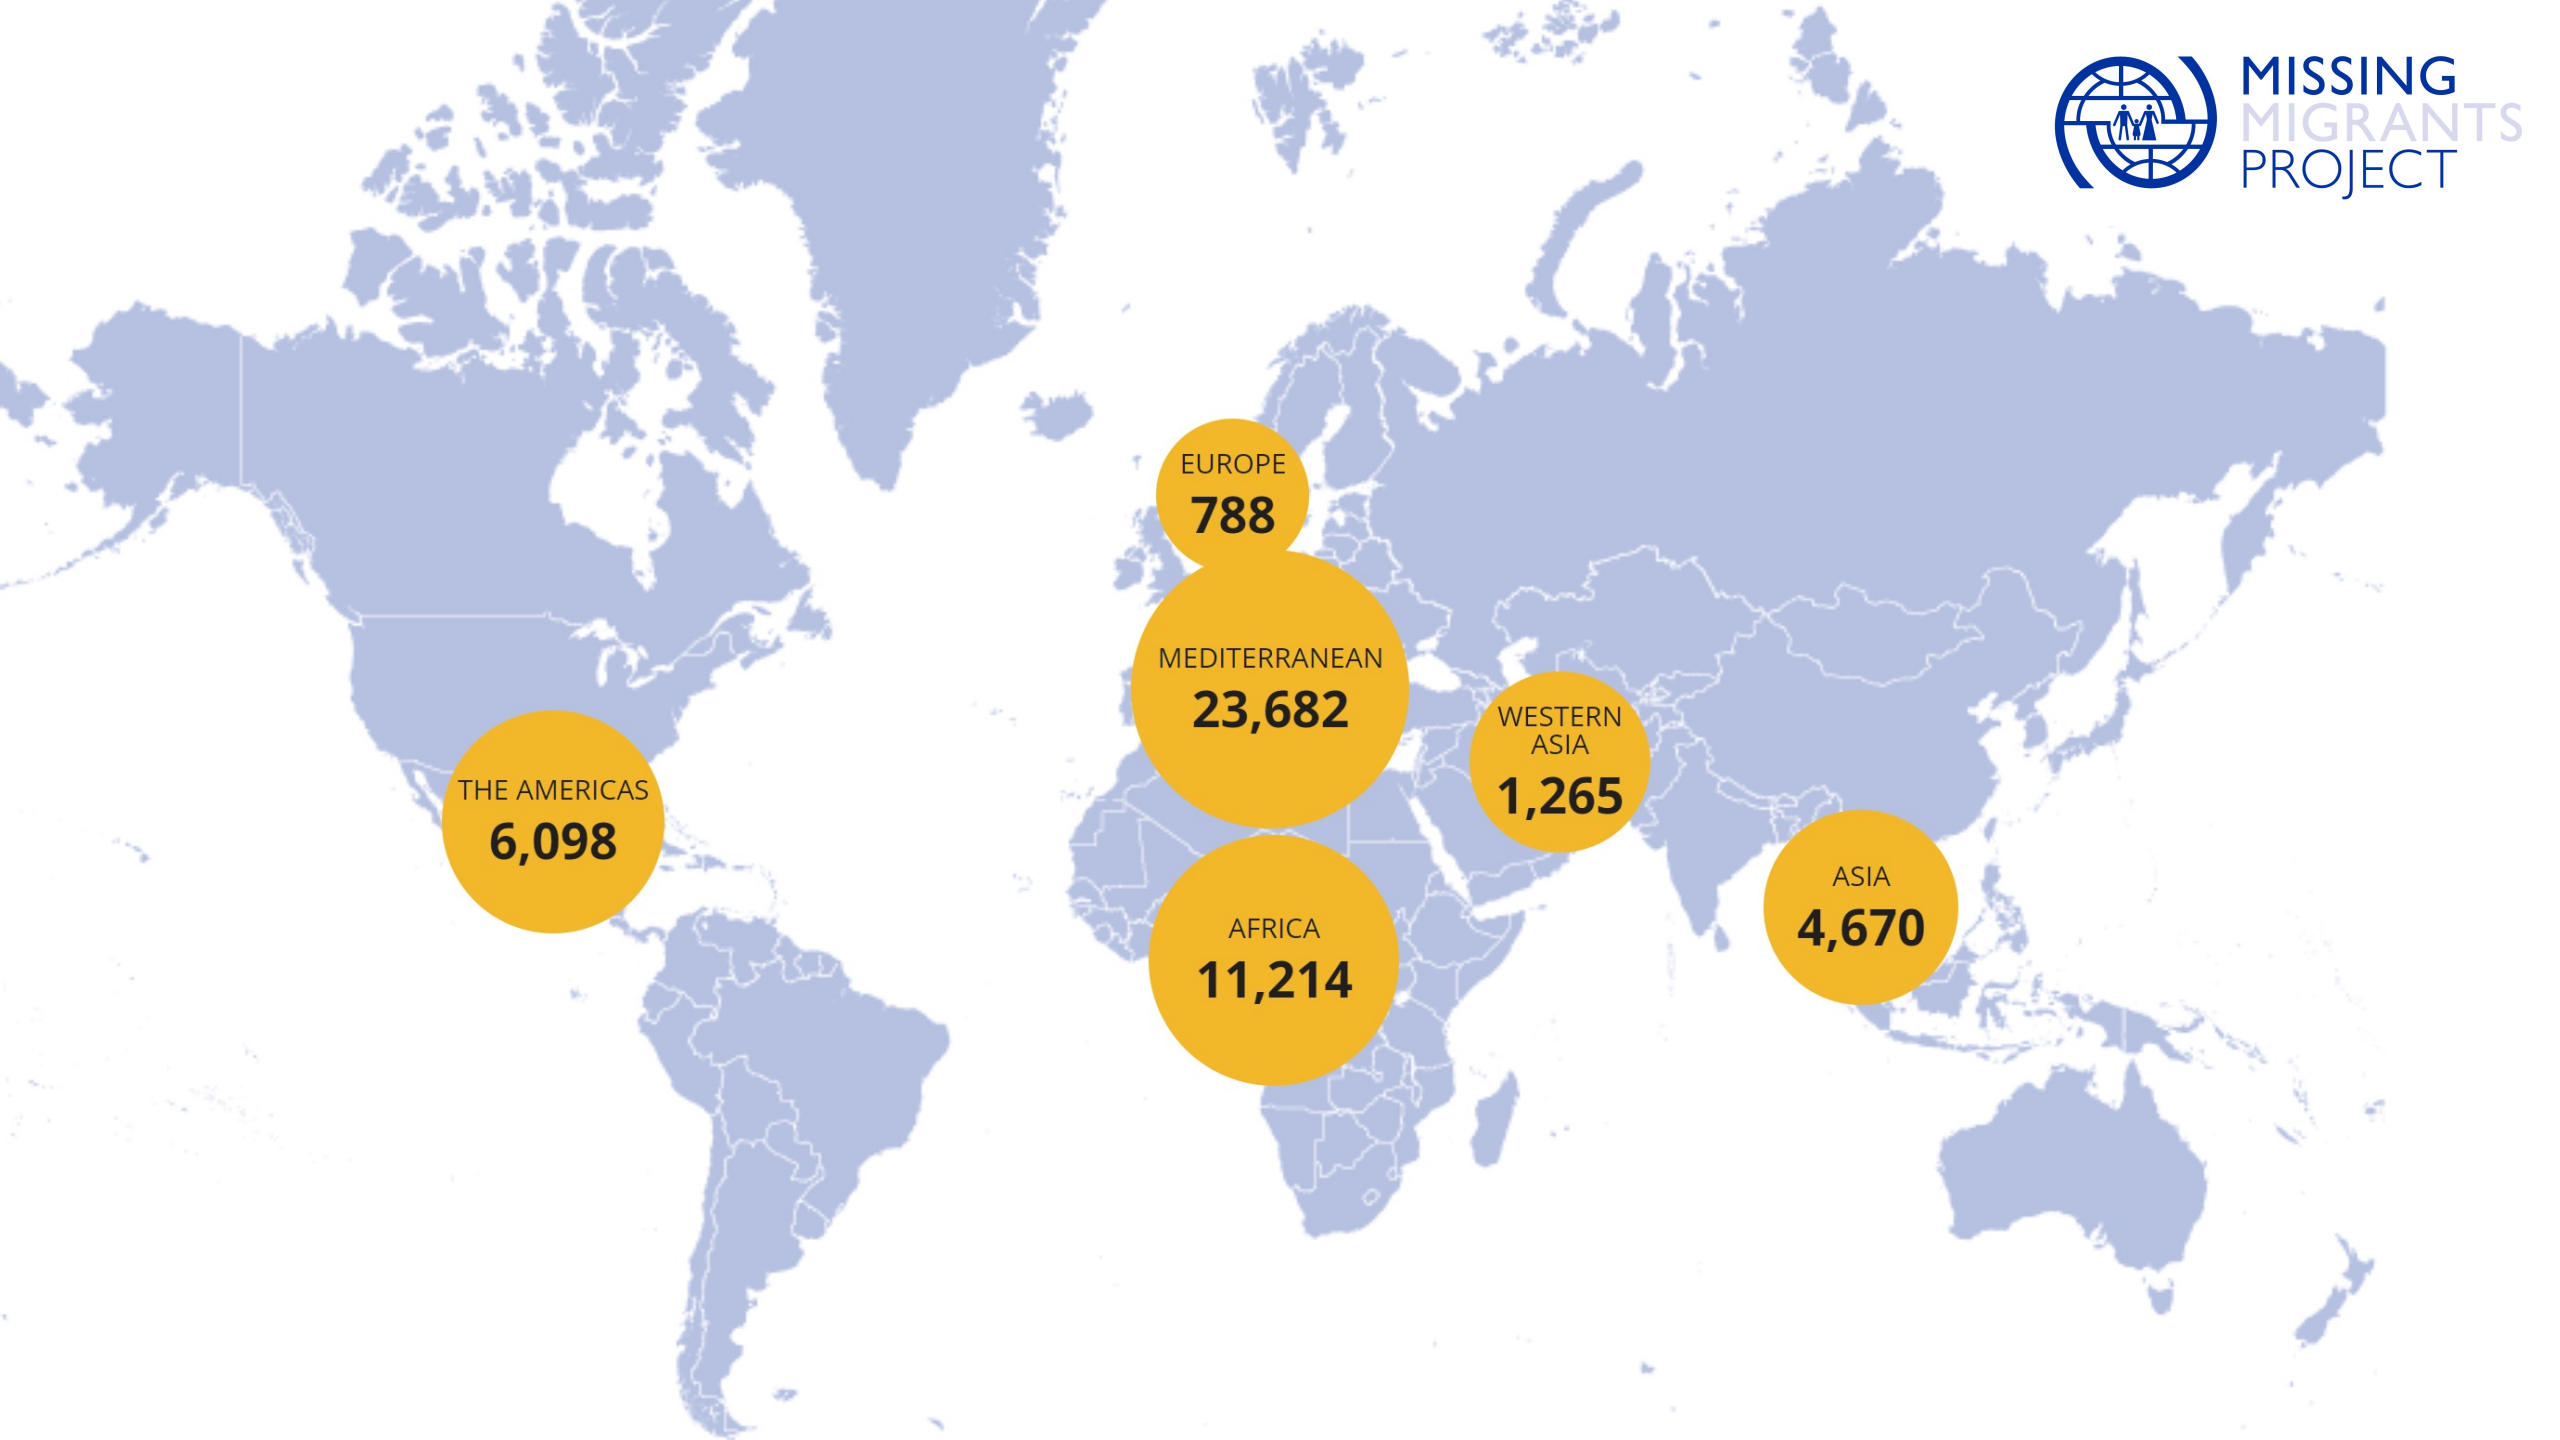 MISSING
MIGRANTS
PROJECT
EUROPE
788
MEDITERRANEAN
23,682
WESTERN
ASIA
1,265
THE AMERICAS
6,098
ASIA
4,670
AFRICA
11,214